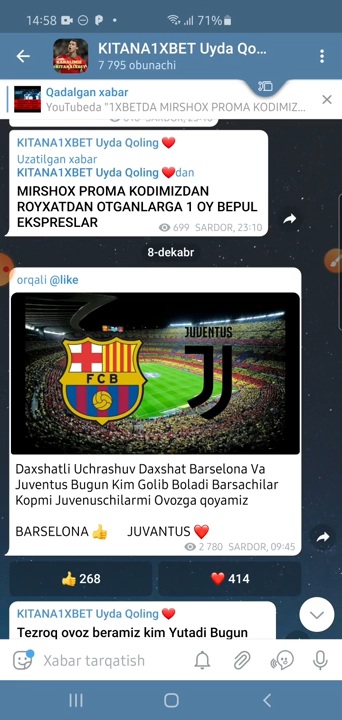 14:58
71%
KITANA1XBET Uyda Qo...
7 795 obunachi
Qadalgan xabar
YouTubeda "1XBETDA MIRSHOX PROMA KODIMIZ...
KITANA1XBET Uyda Qoling ❤️
Uzatilgan xabar
KITANA1XBET Uyda Qoling ❤️dan
MIRSHOX PROMA KODIMIZDAN
ROYXATDAN OTGANLARGA 1 OY BEPUL
EKSPRESLAR
699 SARDOR, 23:10
8-dekabr
orqali @like
JUVENTUS
FCB
Daxshatli Uchrashuv Daxshat Barselona Va
Juventus Bugun Kim Golib Boladi Barsachilar
Kopmi Juvenuschilarmi Ovozga qoyamiz
BARSELONA 👍 JUVANTUS ❤️
2 780 SARDOR, 09:45
👍 268
❤️ 414
KITANA1XBET Uyda Qoling ❤️
Tezroq ovoz beramiz kim Yutadi Bugun
Xabar tarqatish